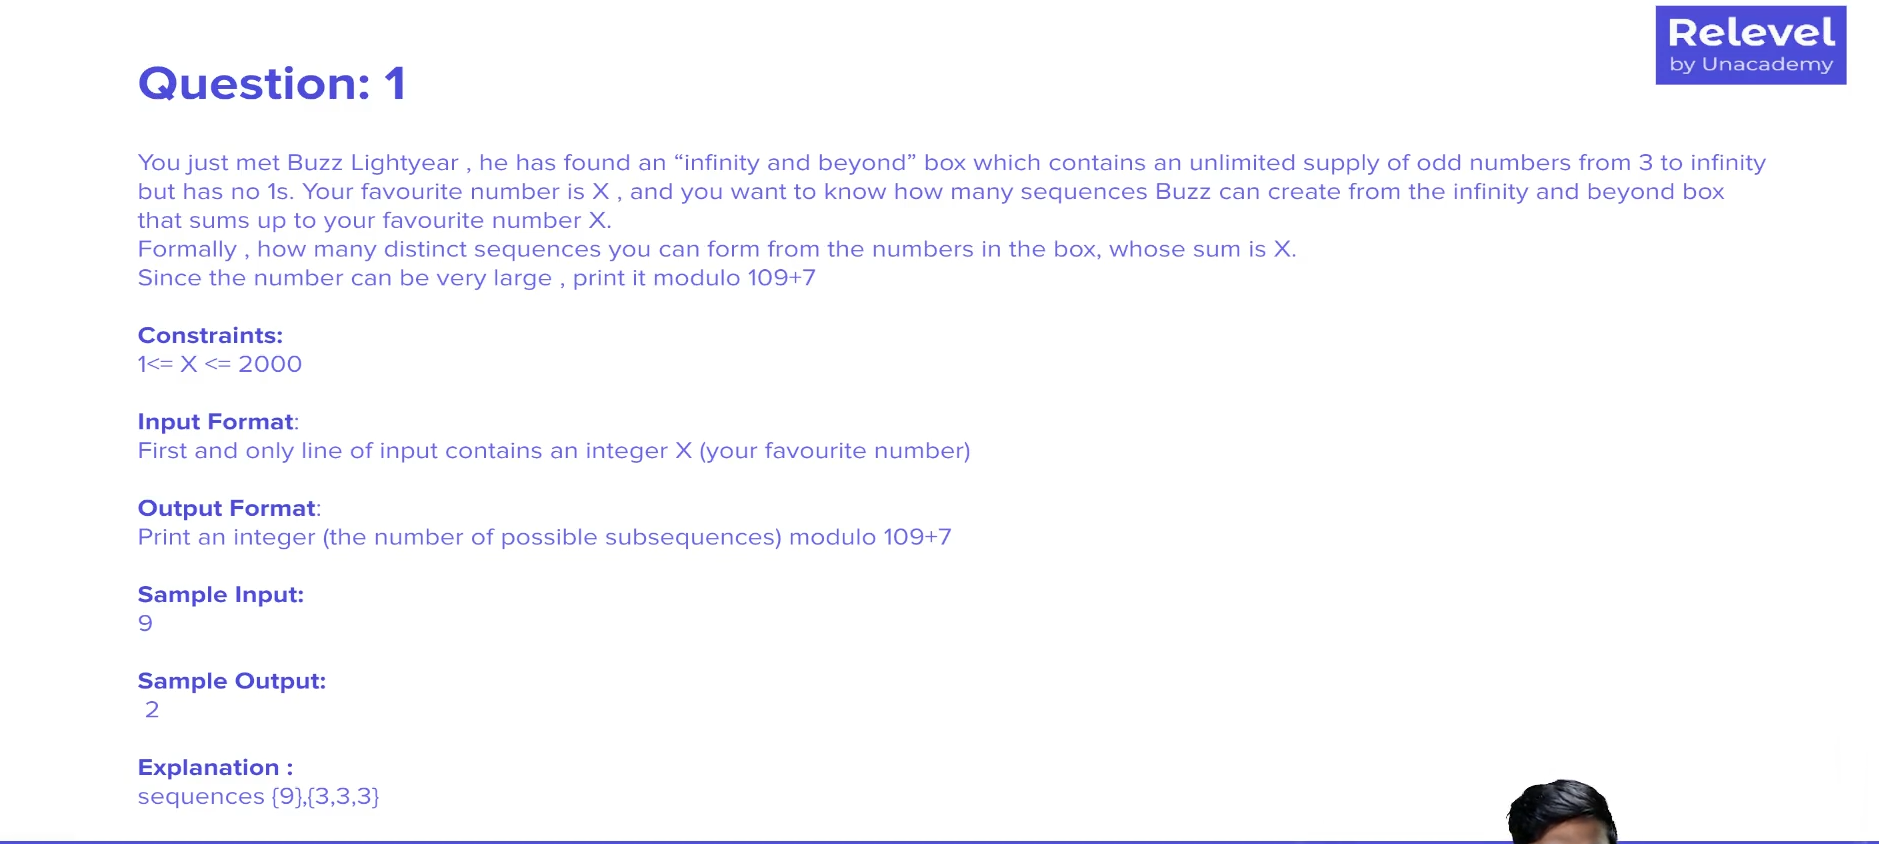 Relevel
by Unacademy
Question: 1
You just met Buzz Lightyear , he has found an “infinity and beyond” box which contains an unlimited supply of odd numbers from 3 to infinity
but has no 1s. Your favourite number is X , and you want to know how many sequences Buzz can create from the infinity and beyond box
that sums up to your favourite number X.
Formally , how many distinct sequences you can form from the numbers in the box, whose sum is X.
Since the number can be very large , print it modulo 109+7
Constraints:
1<= X <= 2000
Input Format:
First and only line of input contains an integer X (your favourite number)
Output Format:
Print an integer (the number of possible subsequences) modulo 109+7
Sample Input:
9
Sample Output:
2
Explanation :
sequences {9},{3,3,3}